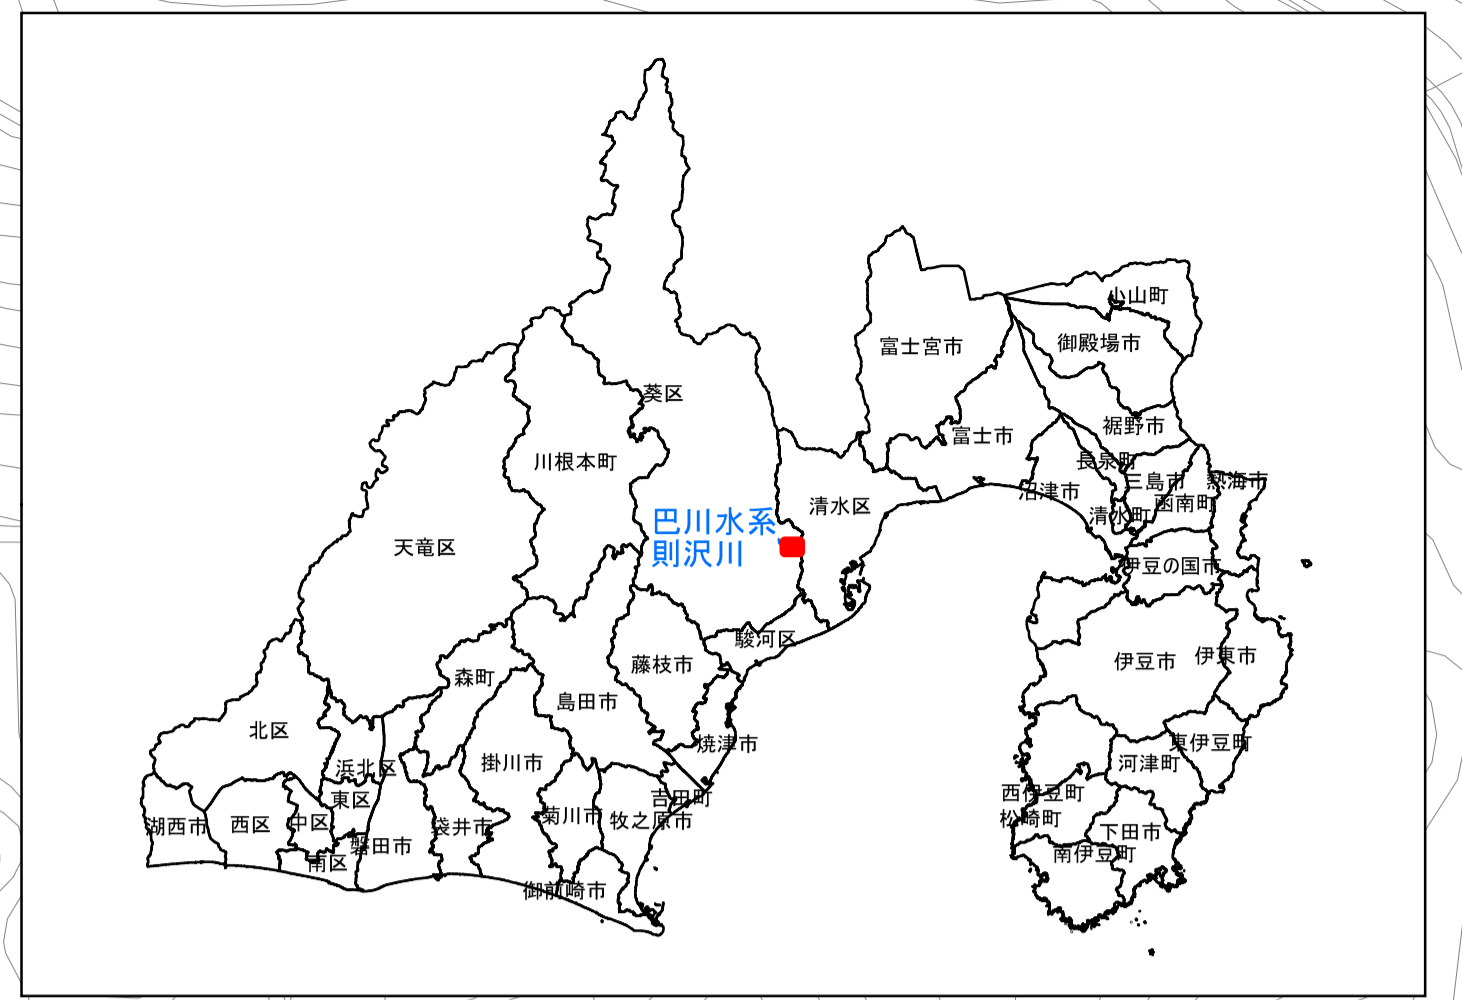 小山町
御殿場市
富士宮市
葵区
裾野市
富士市
長泉町
川根本町
三島市
熱海市
沼津市
函南町
清水区
清水町
巴川水系
則沢川
天竜区
伊豆の国市
駿河区
伊豆市
伊東市
藤枝市
森町
島田市
北区
焼津市
東伊豆町
掛川市
河津町
浜北区
西伊豆町
東区
吉田町
菊川市
牧之原市
松崎町
湖西市
西区
中区
袋井市
下田市
磐田市
南伊豆町
南区
御前崎市